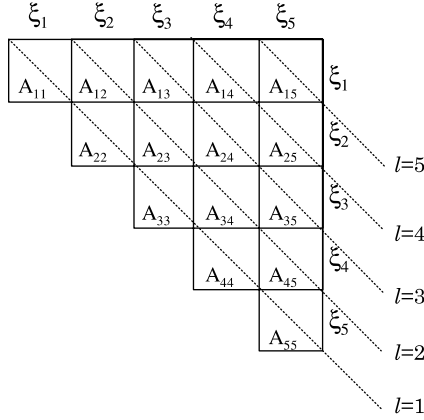 ξ₁ ξ₂ ξ₃ ξ₄ ξ₅
A₁₁ A₁₂ A₁₃ A₁₄ A₁₅ ξ₁
A₂₂ A₂₃ A₂₄ A₂₅ ξ₂
l=5
A₃₃ A₃₄ A₃₅ ξ₃
l=4
A₄₄ A₄₅ ξ₄
l=3
A₅₅ ξ₅
l=2
l=1